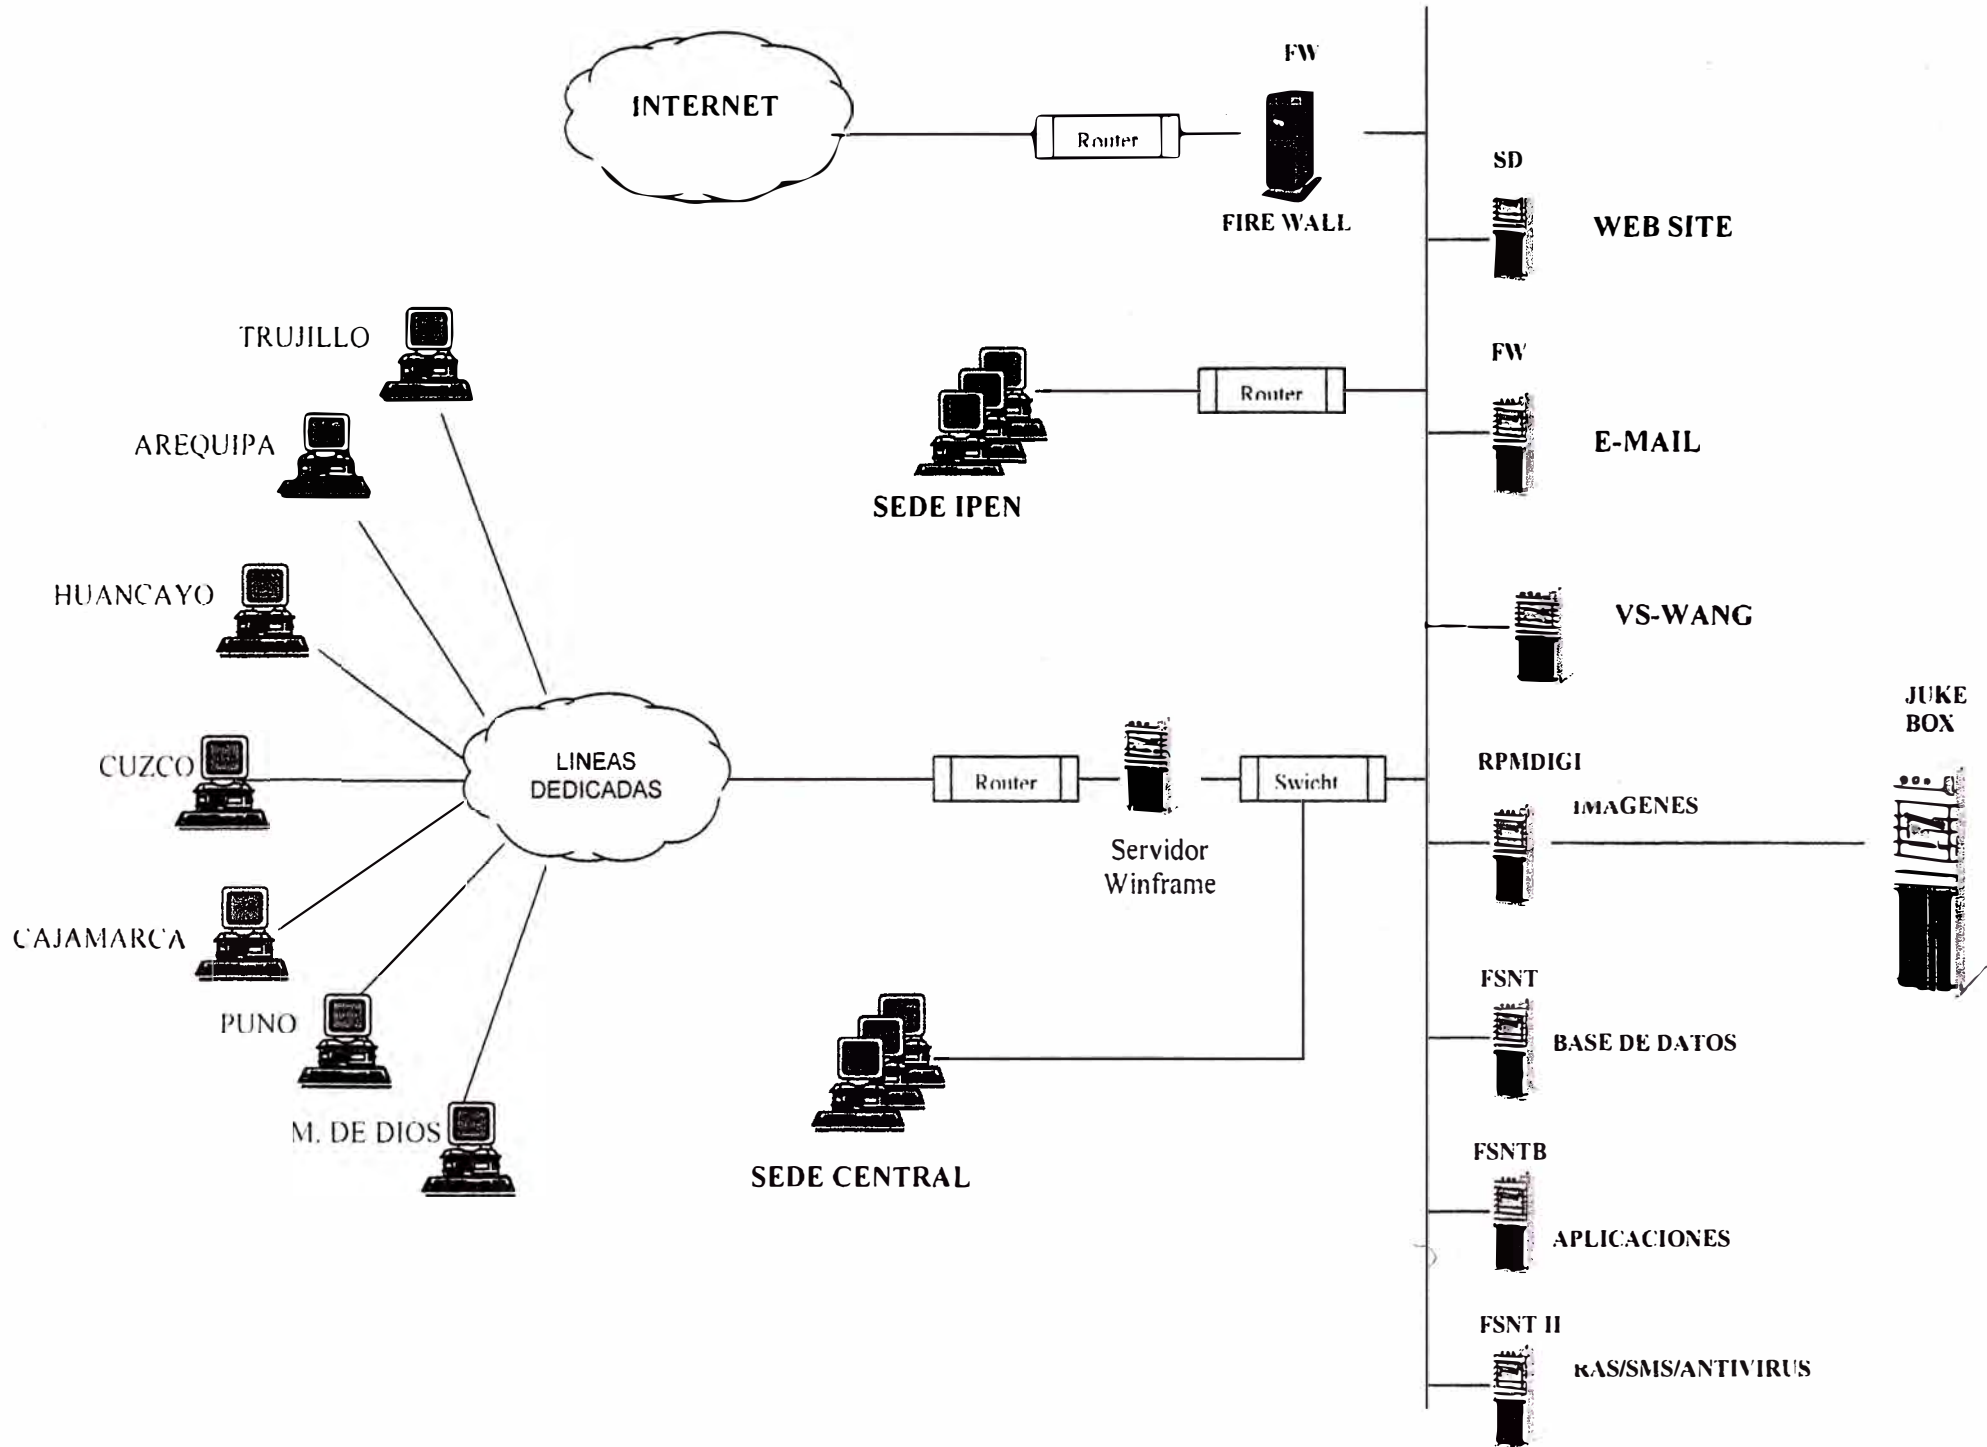 FW
INTERNET
Router
FIRE WALL
SD
WEB SITE
TRUJILLO
FW
Router
AREQUIPA
E-MAIL
SEDE IPEN
HUANCAYO
VS-WANG
JUKE
BOX
CUZCO
LINEAS
DEDICADAS
Router
Swicht
RPMDIGI
IMAGENES
Servidor
Winframe
CAJAMARCA
FSNT
PUNO
BASE DE DATOS
M. DE DIOS
FSNTB
SEDE CENTRAL
APLICACIONES
FSNT II
RAS/SMS/ANTIVIRUS